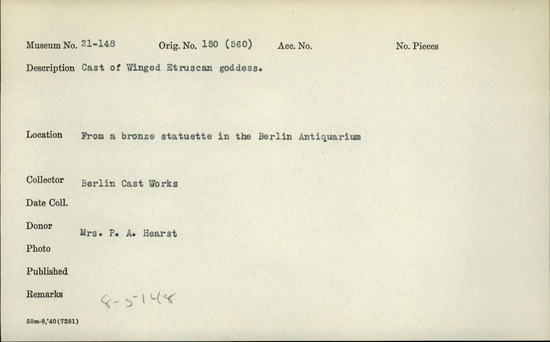 Museum No. 21-148 Orig. No. 150 (560) Acc. No. No. Pieces
Description Cast of Winged Etruscan goddess.
Location From a bronze statuette in the Berlin Antiquarium
Collector Berlin Cast Works
Date Coll.
Donor Mrs. P. A. Hearst
Photo
Published
Remarks 8-5148
50m-8,'40(7281)